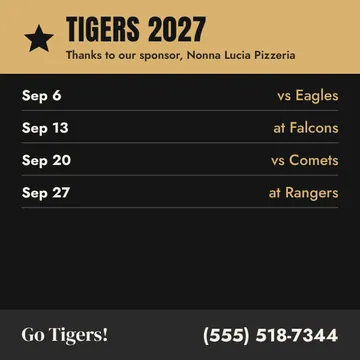 TIGERS 2027
Thanks to our sponsor, Nonna Lucia Pizzeria
Sep 6 vs Eagles
Sep 13 at Falcons
Sep 20 vs Comets
Sep 27 at Rangers
Go Tigers! (555) 518-7344